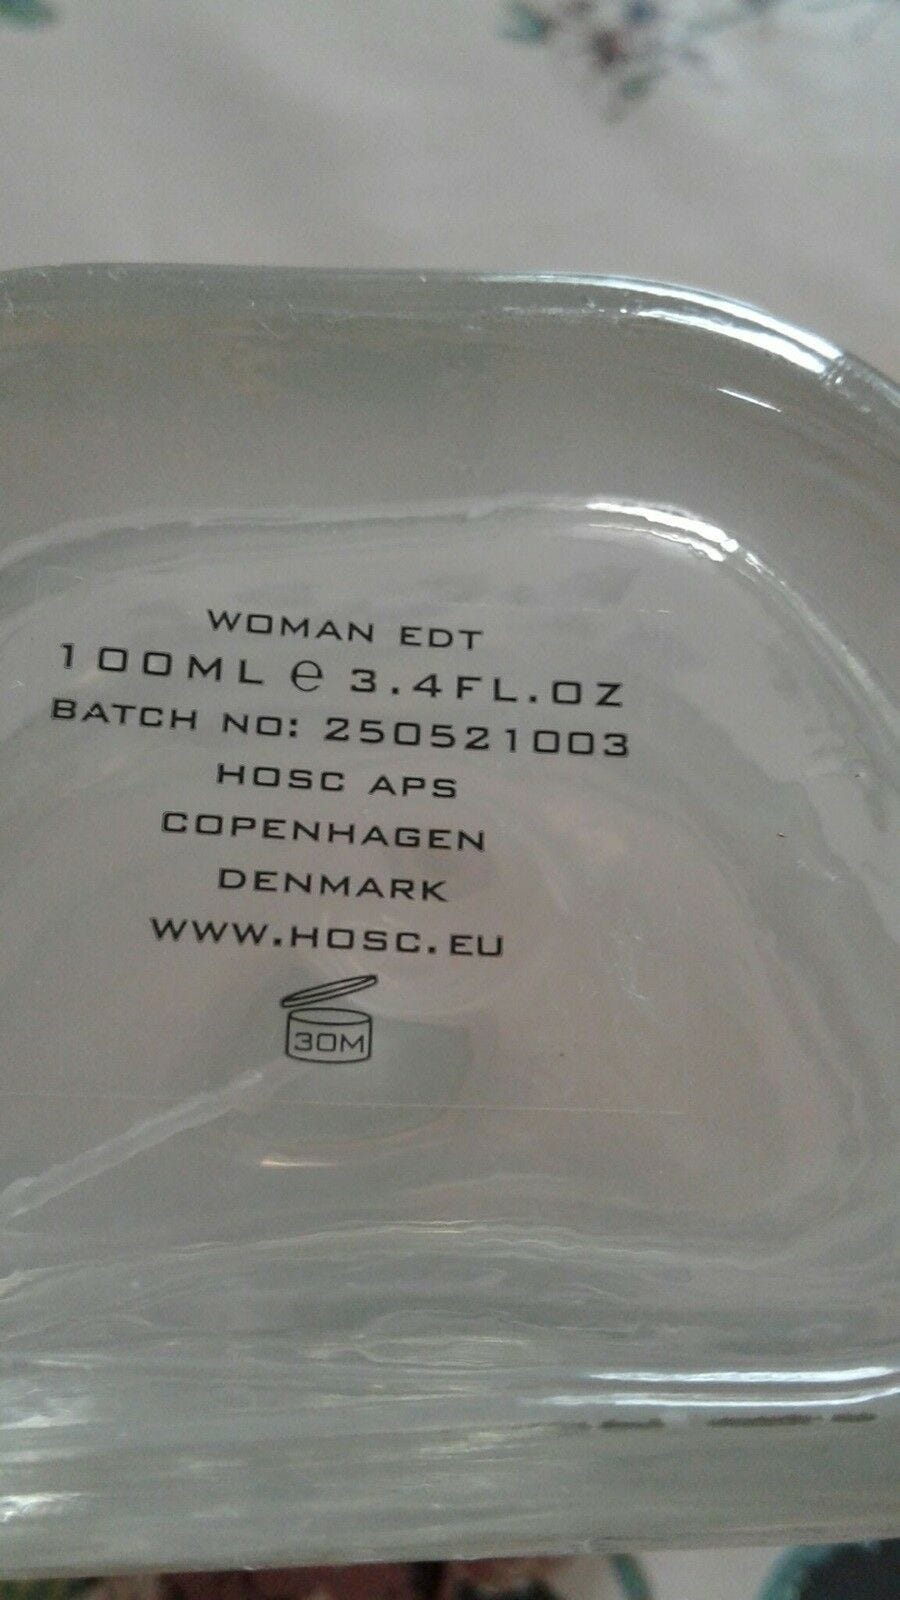 WOMAN EDT
100ML ℮ 3.4FL.OZ
BATCH NO: 250521003
HOSC APS
COPENHAGEN
DENMARK
WWW.HOSC.EU
30M